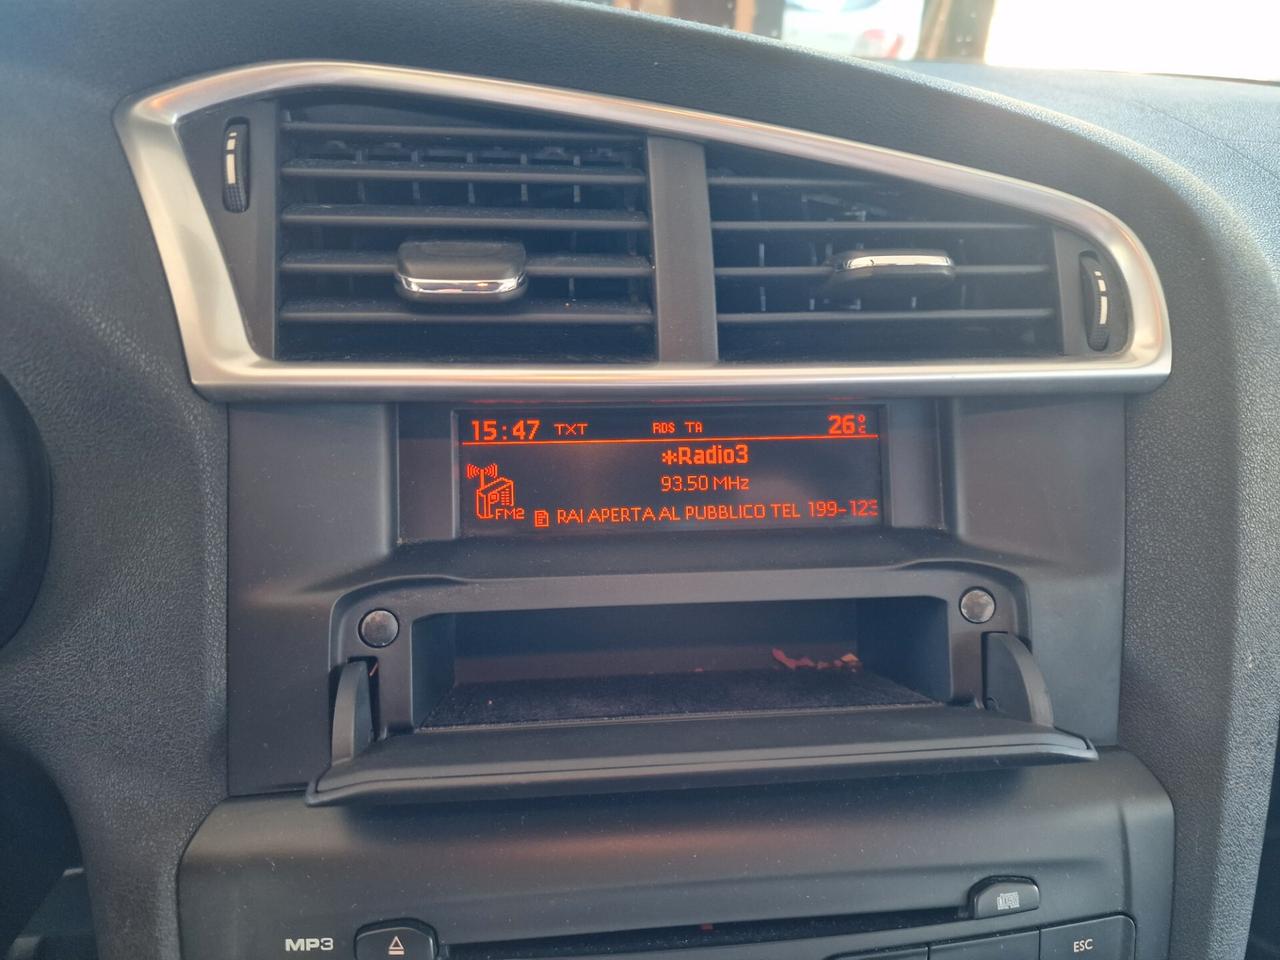 15:47 TXT RDS TA 26°C
*Radio3
93.50 MHz
FM2 RAI APERTA AL PUBBLICO TEL 199-123
MP3
ESC